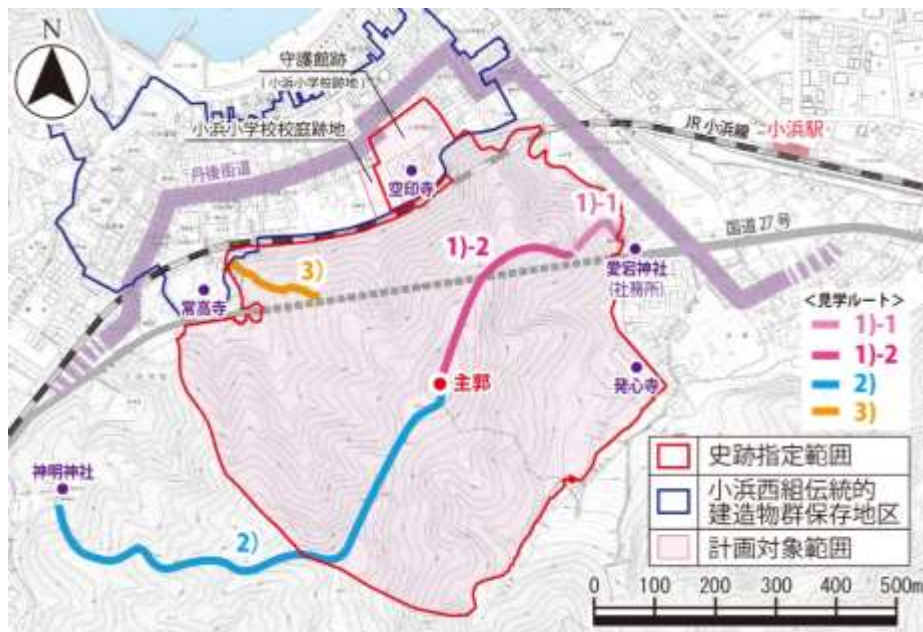 N
守護館跡
(小浜小学校跡地)
小浜小学校校庭跡地
丹後街道
空印寺
JR小浜線
小浜駅
1)-1
1)-2
国道27号
愛宕神社
(社務所)
3)
常高寺
<見学ルート>
1)-1
1)-2
2)
3)
主郭
発心寺
神明神社
2)
史跡指定範囲
小浜西組伝統的
建造物群保存地区
計画対象範囲
0 100 200 300 400 500m